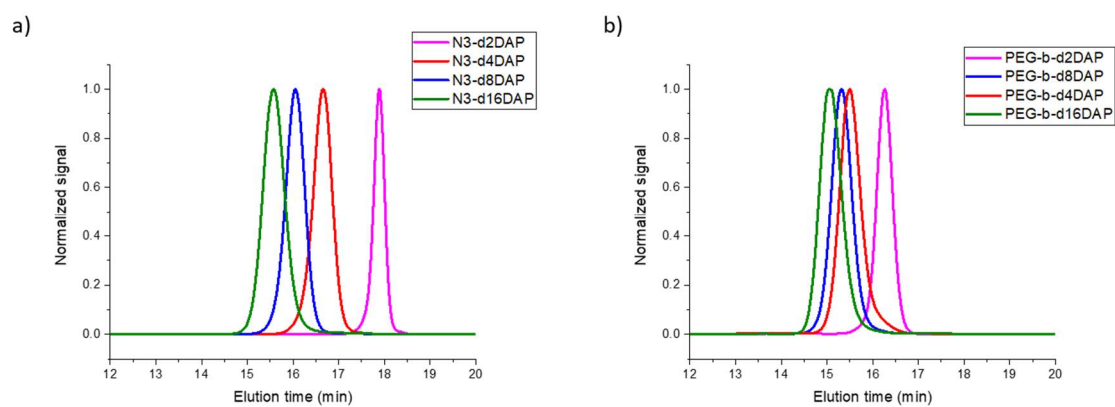 a)
N3-d2DAP
N3-d4DAP
N3-d8DAP
N3-d16DAP
1.0
0.8
0.6
0.4
0.2
0.0
Normalized signal
12 13 14 15 16 17 18 19 20
Elution time (min)
b)
PEG-b-d2DAP
PEG-b-d8DAP
PEG-b-d4DAP
PEG-b-d16DAP
1.0
0.8
0.6
0.4
0.2
0.0
Normalized signal
12 13 14 15 16 17 18 19 20
Elution time (min)